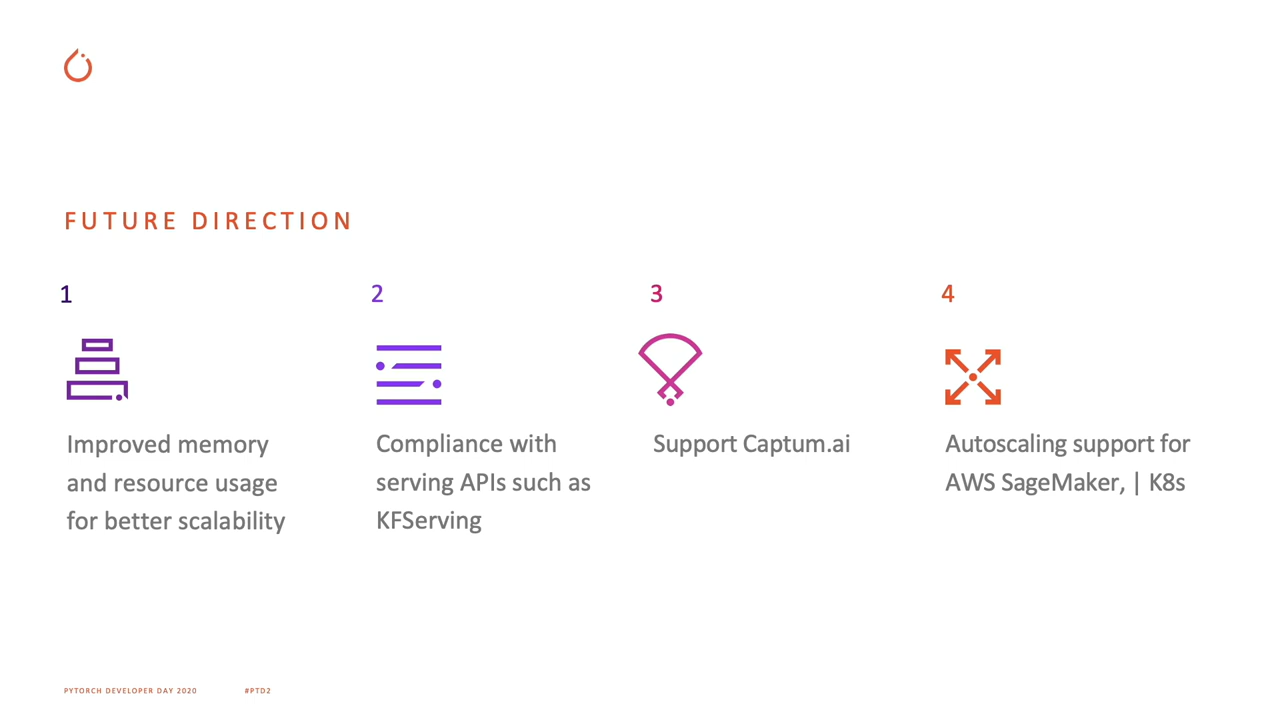 FUTURE DIRECTION
1
Improved memory
and resource usage
for better scalability
2
Compliance with
serving APIs such as
KFServing
3
Support Captum.ai
4
Autoscaling support for
AWS SageMaker, | K8s
PYTORCH DEVELOPER DAY 2020
#PTD2